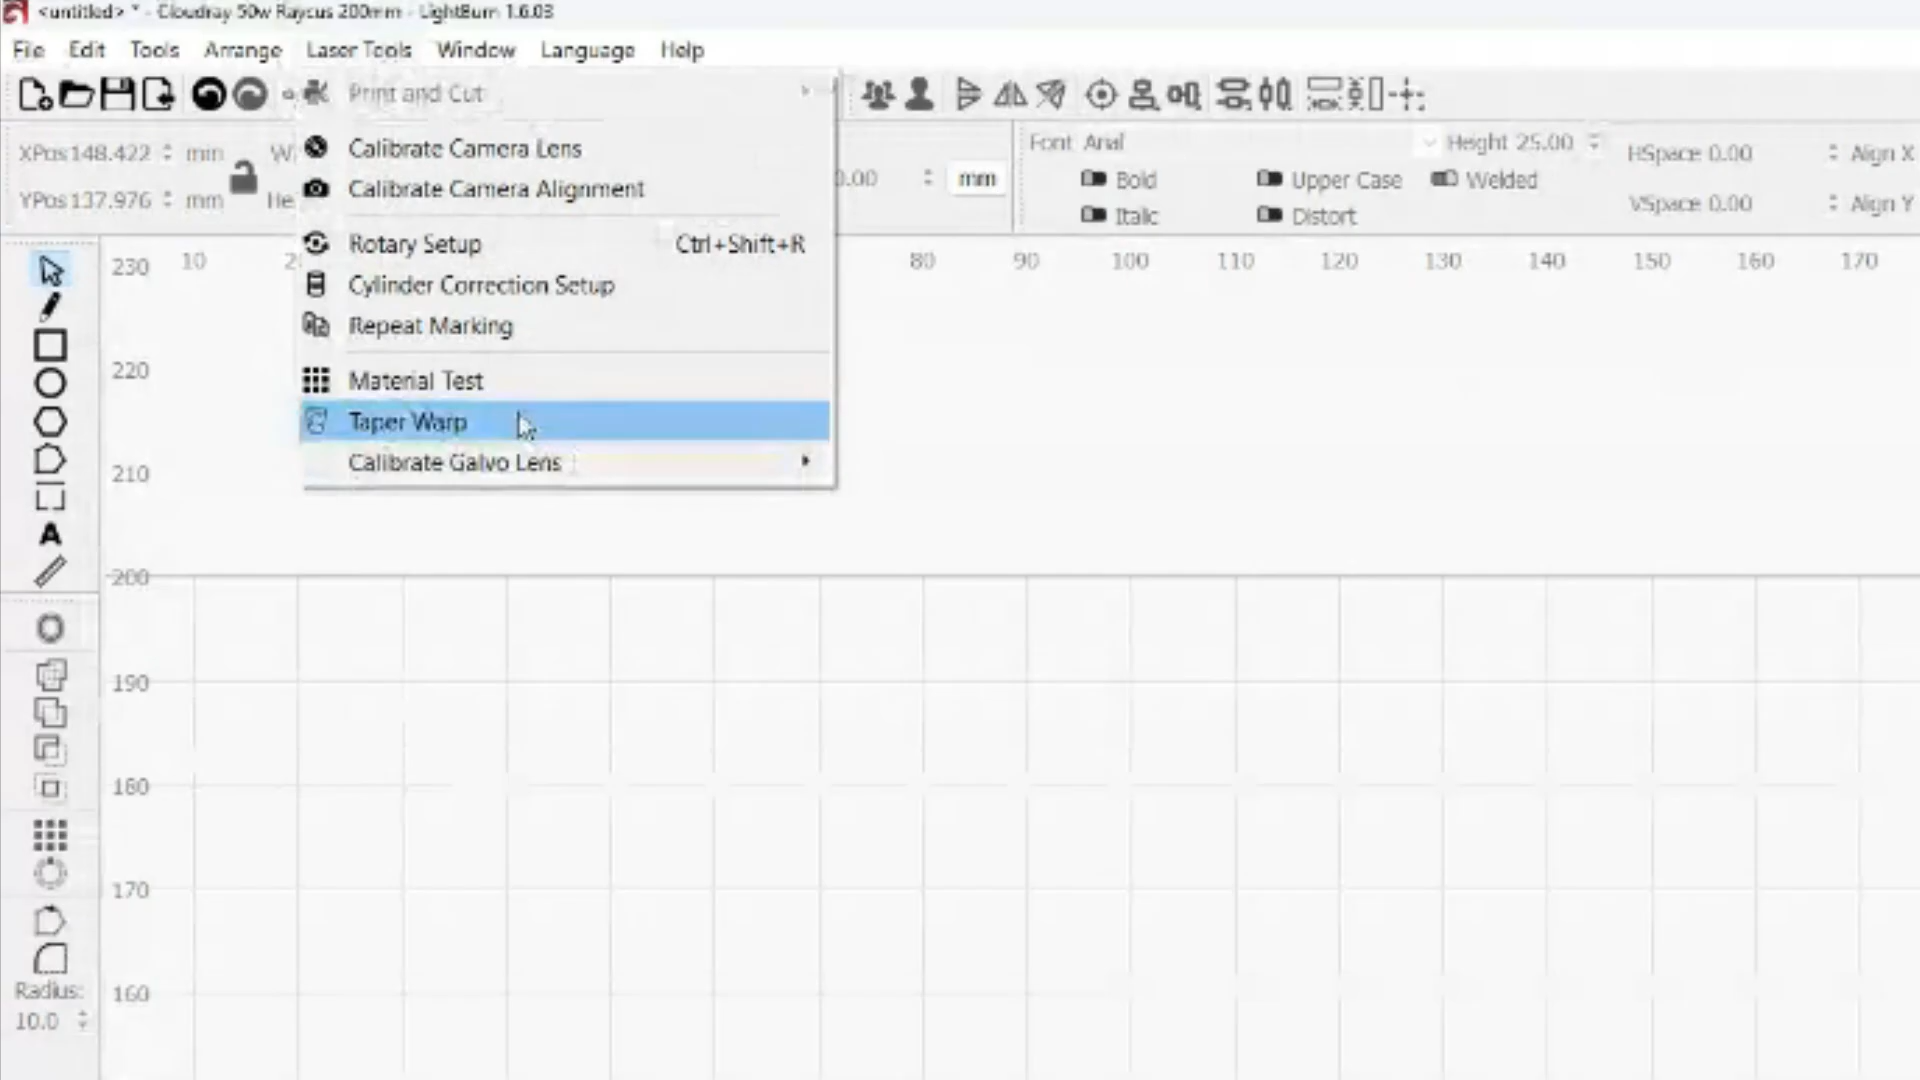 <untitled> * - Cloudray 50w Raycus 200mm - LightBurn 1.6.03
File Edit Tools Arrange Laser Tools Window Language Help
Print and Cut
Calibrate Camera Lens
Calibrate Camera Alignment
Rotary Setup Ctrl+Shift+R
Cylinder Correction Setup
Repeat Marking
Material Test
Taper Warp
Calibrate Galvo Lens
XPos 148.422 mm
YPos 137.976 mm He
0.00 mm
Font Arial Height 25.00 HSpace 0.00 Align X
Bold Upper Case Welded
Italic Distort VSpace 0.00 Align Y
10 80 90 100 110 120 130 140 150 160 170
230
220
210
200
190
180
170
160
Radius:
10.0